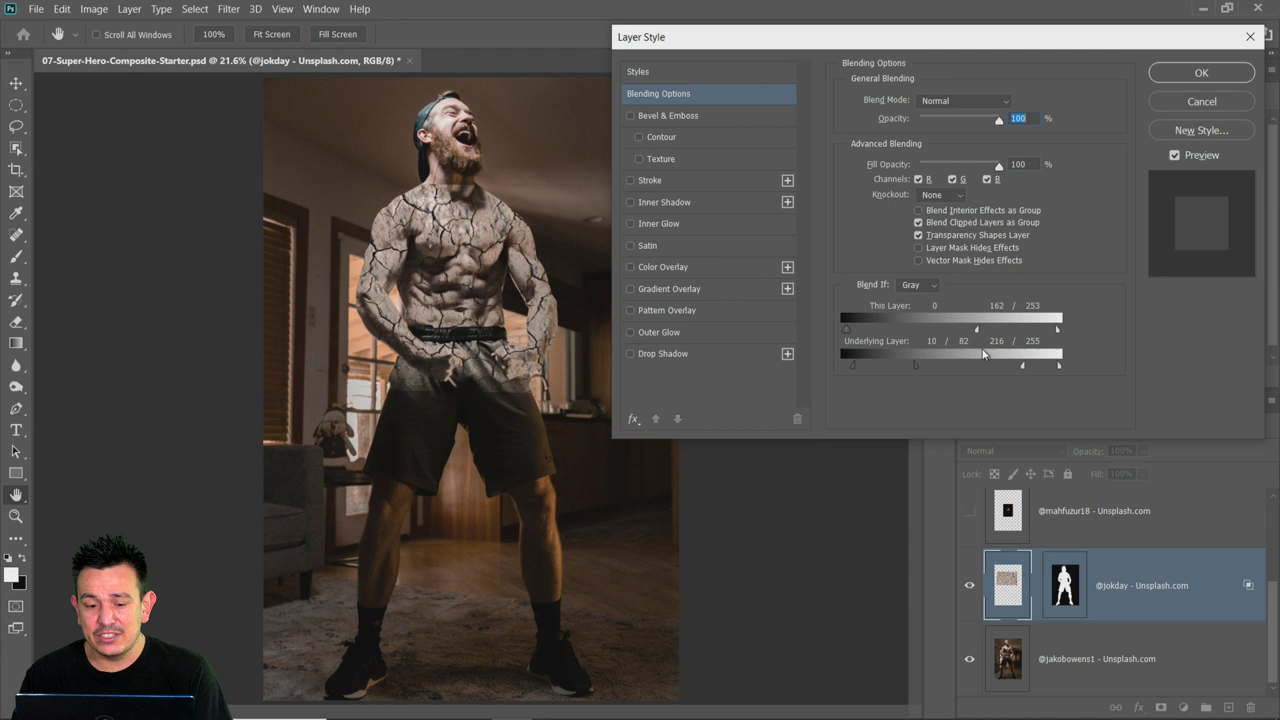 Ps File Edit Image Layer Type Select Filter 3D View Window Help
Scroll All Windows 100% Fit Screen Fill Screen
07-Super-Hero-Composite-Starter.psd @ 21.6% (@jokday - Unsplash.com, RGB/8) * ×
Layer Style
Styles
Blending Options
Bevel & Emboss
Contour
Texture
Stroke
Inner Shadow
Inner Glow
Satin
Color Overlay
Gradient Overlay
Pattern Overlay
Outer Glow
Drop Shadow
fx
Blending Options
General Blending
Blend Mode: Normal
Opacity: 100 %
Advanced Blending
Fill Opacity: 100 %
Channels: R G B
Knockout: None
Blend Interior Effects as Group
Blend Clipped Layers as Group
Transparency Shapes Layer
Layer Mask Hides Effects
Vector Mask Hides Effects
Blend If: Gray
This Layer: 0 162 / 253
Underlying Layer: 10 / 82 216 / 255
OK
Cancel
New Style...
Preview
Normal Opacity: 100%
Lock: Fill: 100%
@mahfuzur18 - Unsplash.com
@jokday - Unsplash.com
@jakobowens1 - Unsplash.com
fx